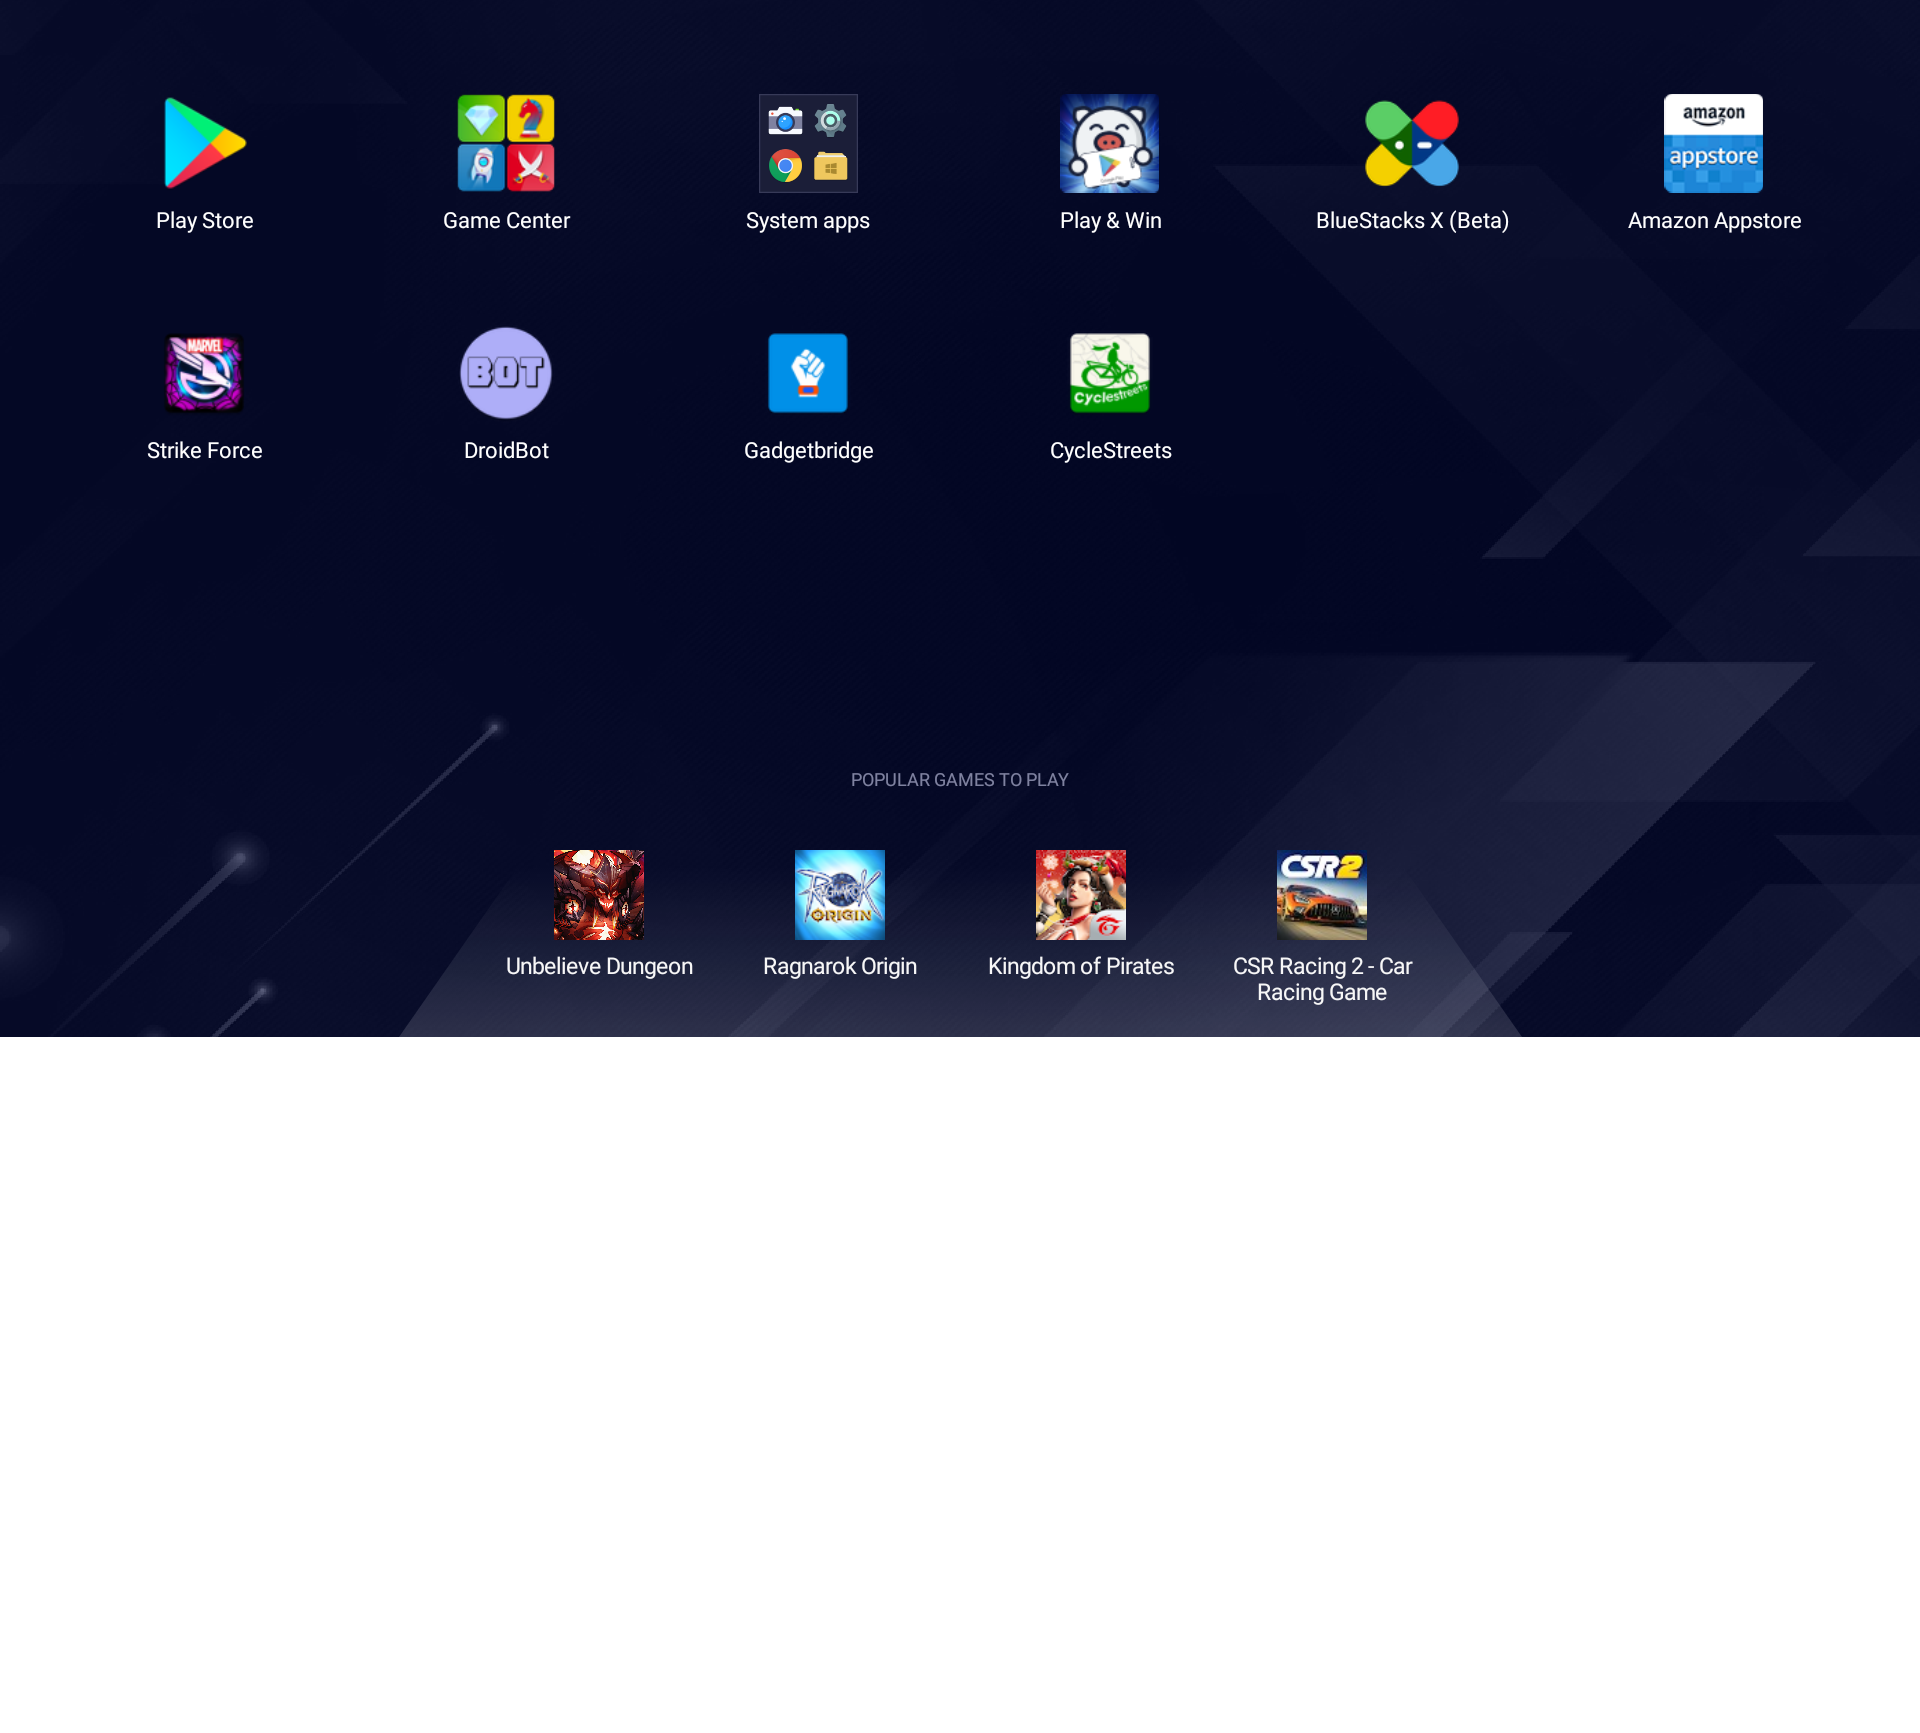 Play Store
Game Center
System apps
Play & Win
BlueStacks X (Beta)
amazon
appstore
Amazon Appstore
MARVEL
Strike Force
BOT
DroidBot
Gadgetbridge
Cyclestreets
CycleStreets
POPULAR GAMES TO PLAY
Unbelieve Dungeon
RAGNAROK
ORIGIN
Ragnarok Origin
Kingdom of Pirates
CSR2
CSR Racing 2 - Car
Racing Game